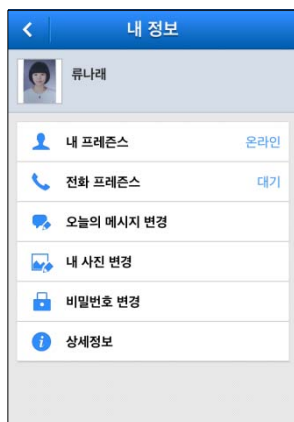 내 정보
류나래
내 프레즌스 온라인
전화 프레즌스 대기
오늘의 메시지 변경
내 사진 변경
비밀번호 변경
상세정보